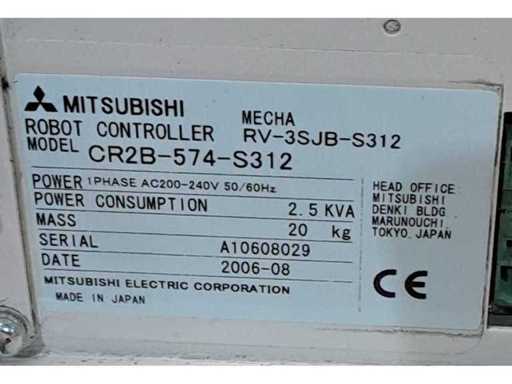 MITSUBISHI
MECHA
ROBOT CONTROLLER RV-3SJB-S312
MODEL CR2B-574-S312
POWER 1PHASE AC200-240V 50/60Hz
POWER CONSUMPTION 2.5 KVA
MASS 20 kg
SERIAL A10608029
DATE 2006-08
MITSUBISHI ELECTRIC CORPORATION
MADE IN JAPAN
HEAD OFFICE:
MITSUBISHI
DENKI BLDG
MARUNOUCHI
TOKYO.JAPAN
CE